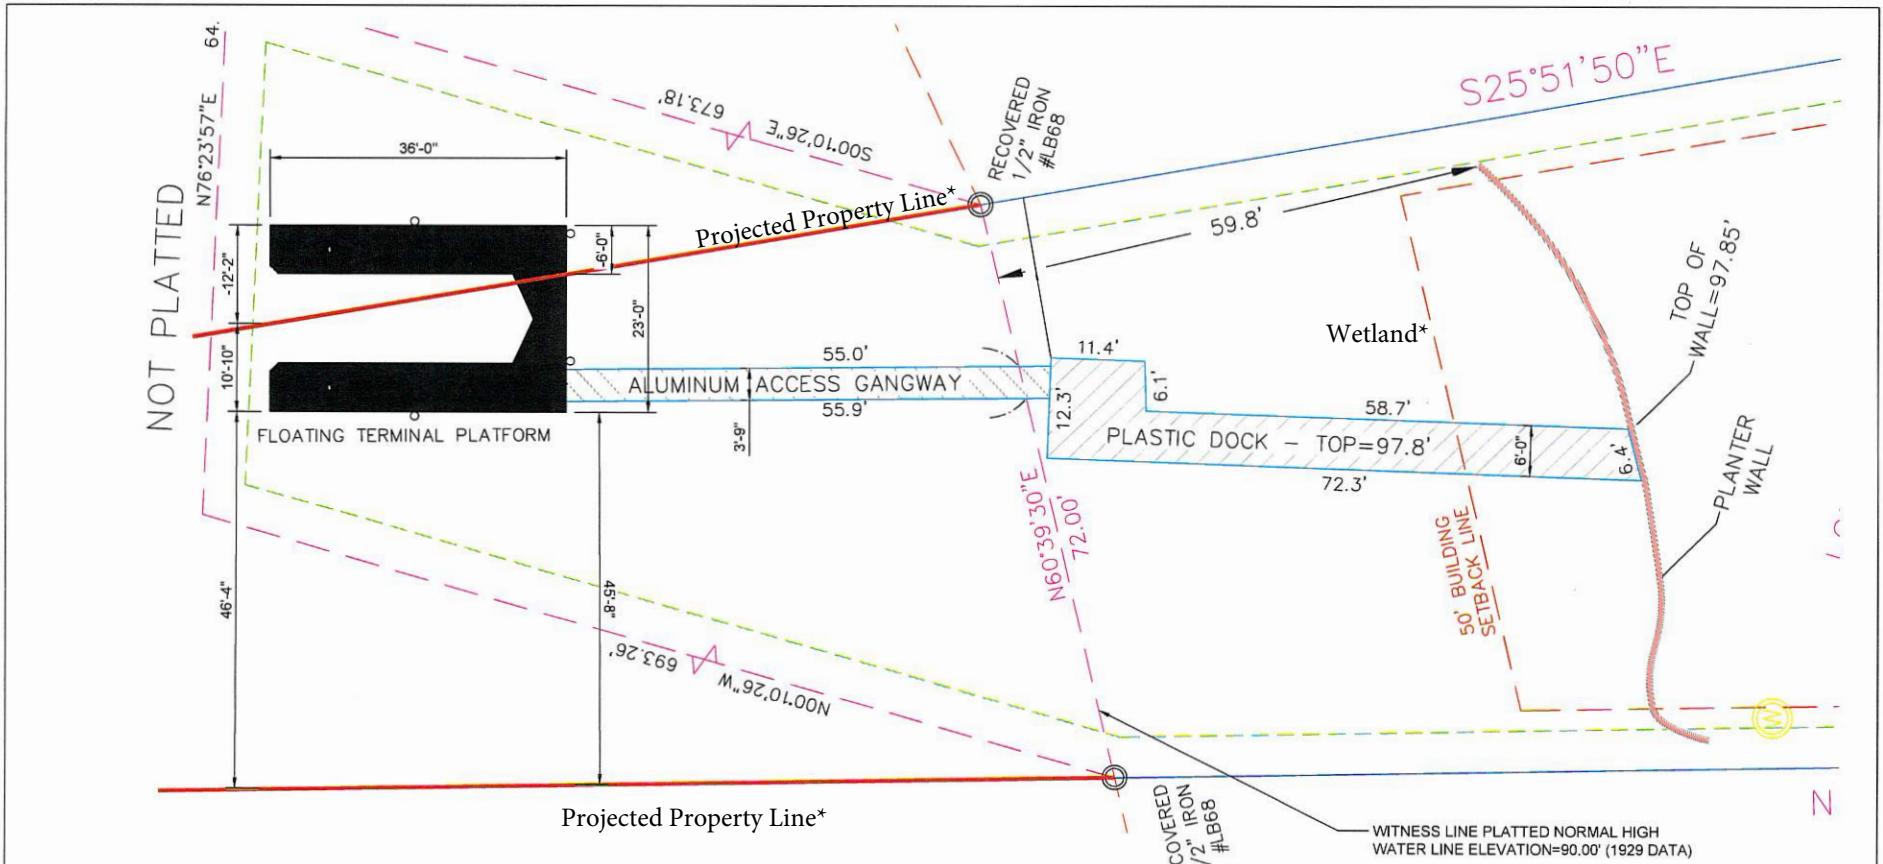 64.
N76°23'57"E
NOT PLATTED
36'-0"
673.18'
S00°10'26"E
RECOVERED
1/2" IRON
#LB68
S25°51'50"E
Projected Property Line*
59.8'
-12'-2"
-6'-0"
23'-0"
10'-10"
TOP OF
WALL=97.85'
Wetland*
55.0'
ALUMINUM ACCESS GANGWAY
55.9'
3'-9"
11.4'
6.1'
12.3'
58.7'
PLASTIC DOCK - TOP=97.8'
6'-0"
6.4'
72.3'
FLOATING TERMINAL PLATFORM
PLANTER
WALL
N60°39'30"E
72.00'
50' BUILDING
SETBACK LINE
46'-4"
45'-8"
693.26'
N00°10'26"W
W
N
Projected Property Line*
COVERED
/2" IRON
#LB68
WITNESS LINE PLATTED NORMAL HIGH
WATER LINE ELEVATION=90.00' (1929 DATA)